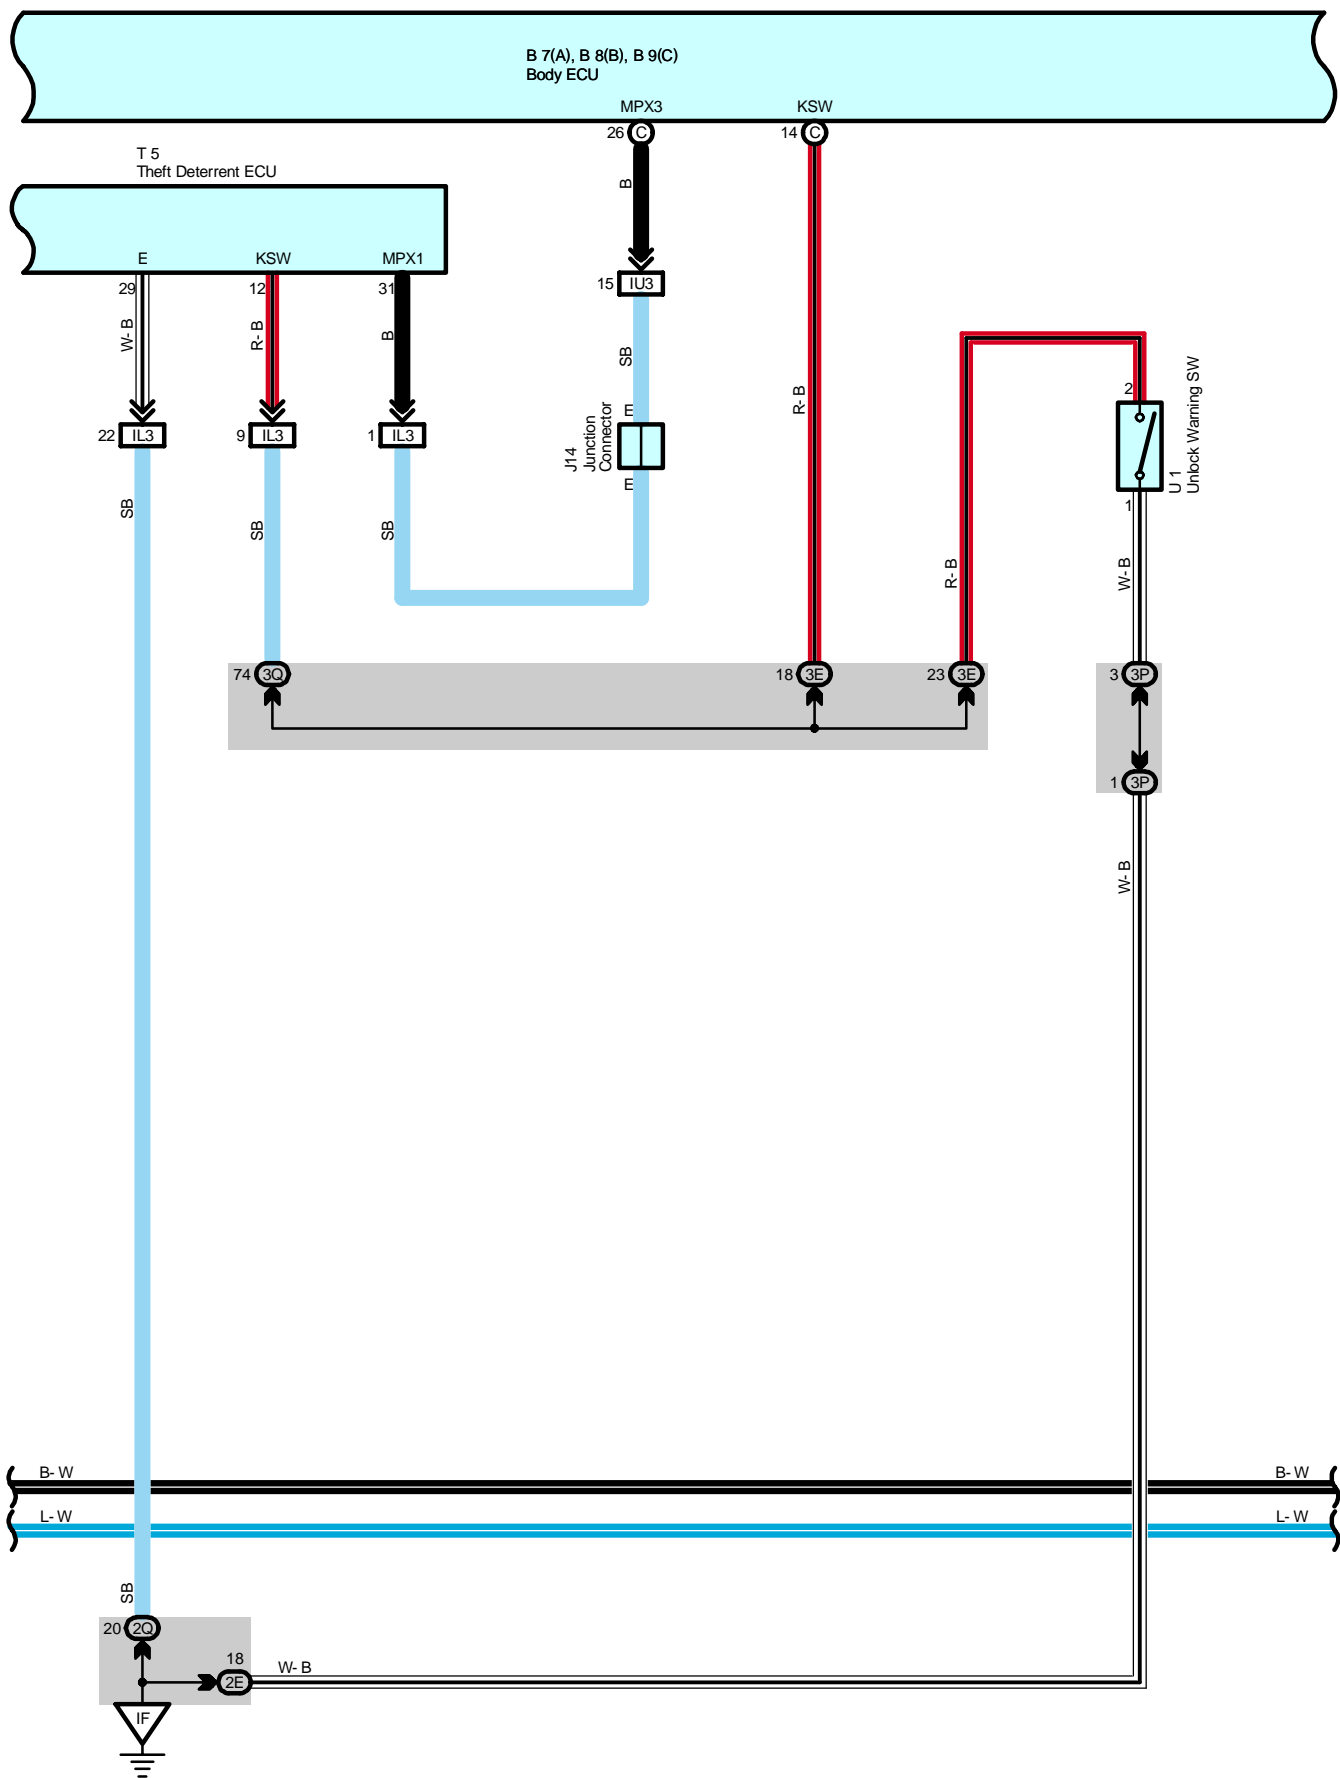 B 7(A), B 8(B), B 9(C)
Body ECU
MPX3
KSW
26
C
14
C
T 5
Theft Deterrent ECU
B
E
KSW
MPX1
29
12
31
15
IU3
W- B
R- B
B
SB
R- B
2
Unlock Warning SW
U 1
22
IL3
9
IL3
1
IL3
E
J14
Junction
Connector
E
1
SB
SB
SB
R- B
W- B
74
3Q
18
3E
23
3E
3
3P
1
3P
W- B
B- W
B- W
L- W
L- W
SB
20
2Q
18
2E
W- B
IF